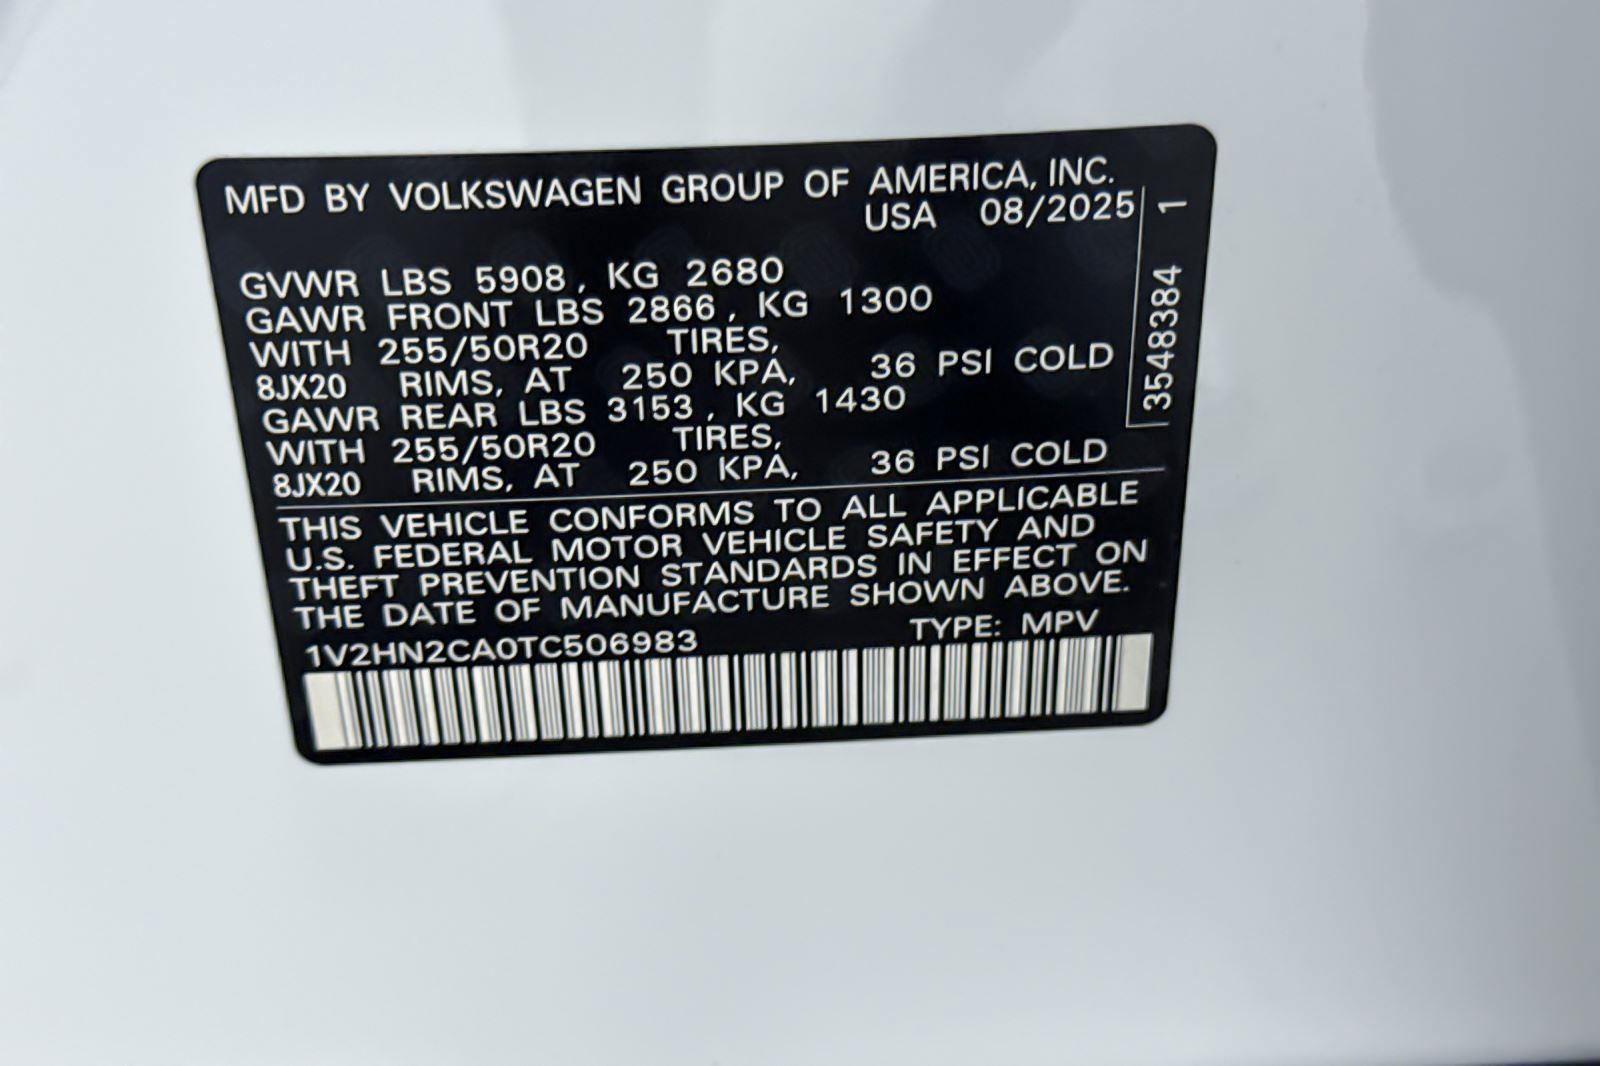 MFD BY VOLKSWAGEN GROUP OF AMERICA, INC.
USA 08/2025
GVWR LBS 5908, KG 2680
GAWR FRONT LBS 2866, KG 1300
WITH 255/50R20 TIRES,
8JX20 RIMS, AT 250 KPA, 36 PSI COLD
GAWR REAR LBS 3153, KG 1430
WITH 255/50R20 TIRES,
8JX20 RIMS, AT 250 KPA, 36 PSI COLD
THIS VEHICLE CONFORMS TO ALL APPLICABLE
U.S. FEDERAL MOTOR VEHICLE SAFETY AND
THEFT PREVENTION STANDARDS IN EFFECT ON
THE DATE OF MANUFACTURE SHOWN ABOVE.
1V2HN2CA0TC506983 TYPE: MPV
3548384 1